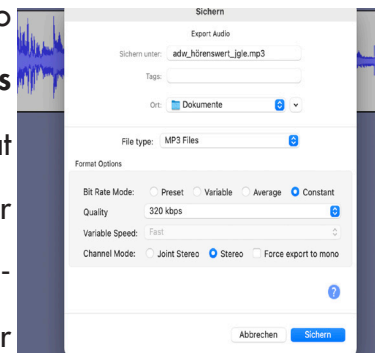 Sichern
Export Audio
Sichern unter: adw_hörenswert_jgle.mp3
Tags:
Ort: Dokumente
File type: MP3 Files
Format Options
Bit Rate Mode: Preset Variable Average Constant
Quality 320 kbps
Variable Speed: Fast
Channel Mode: Joint Stereo Stereo Force export to mono
?
Abbrechen Sichern